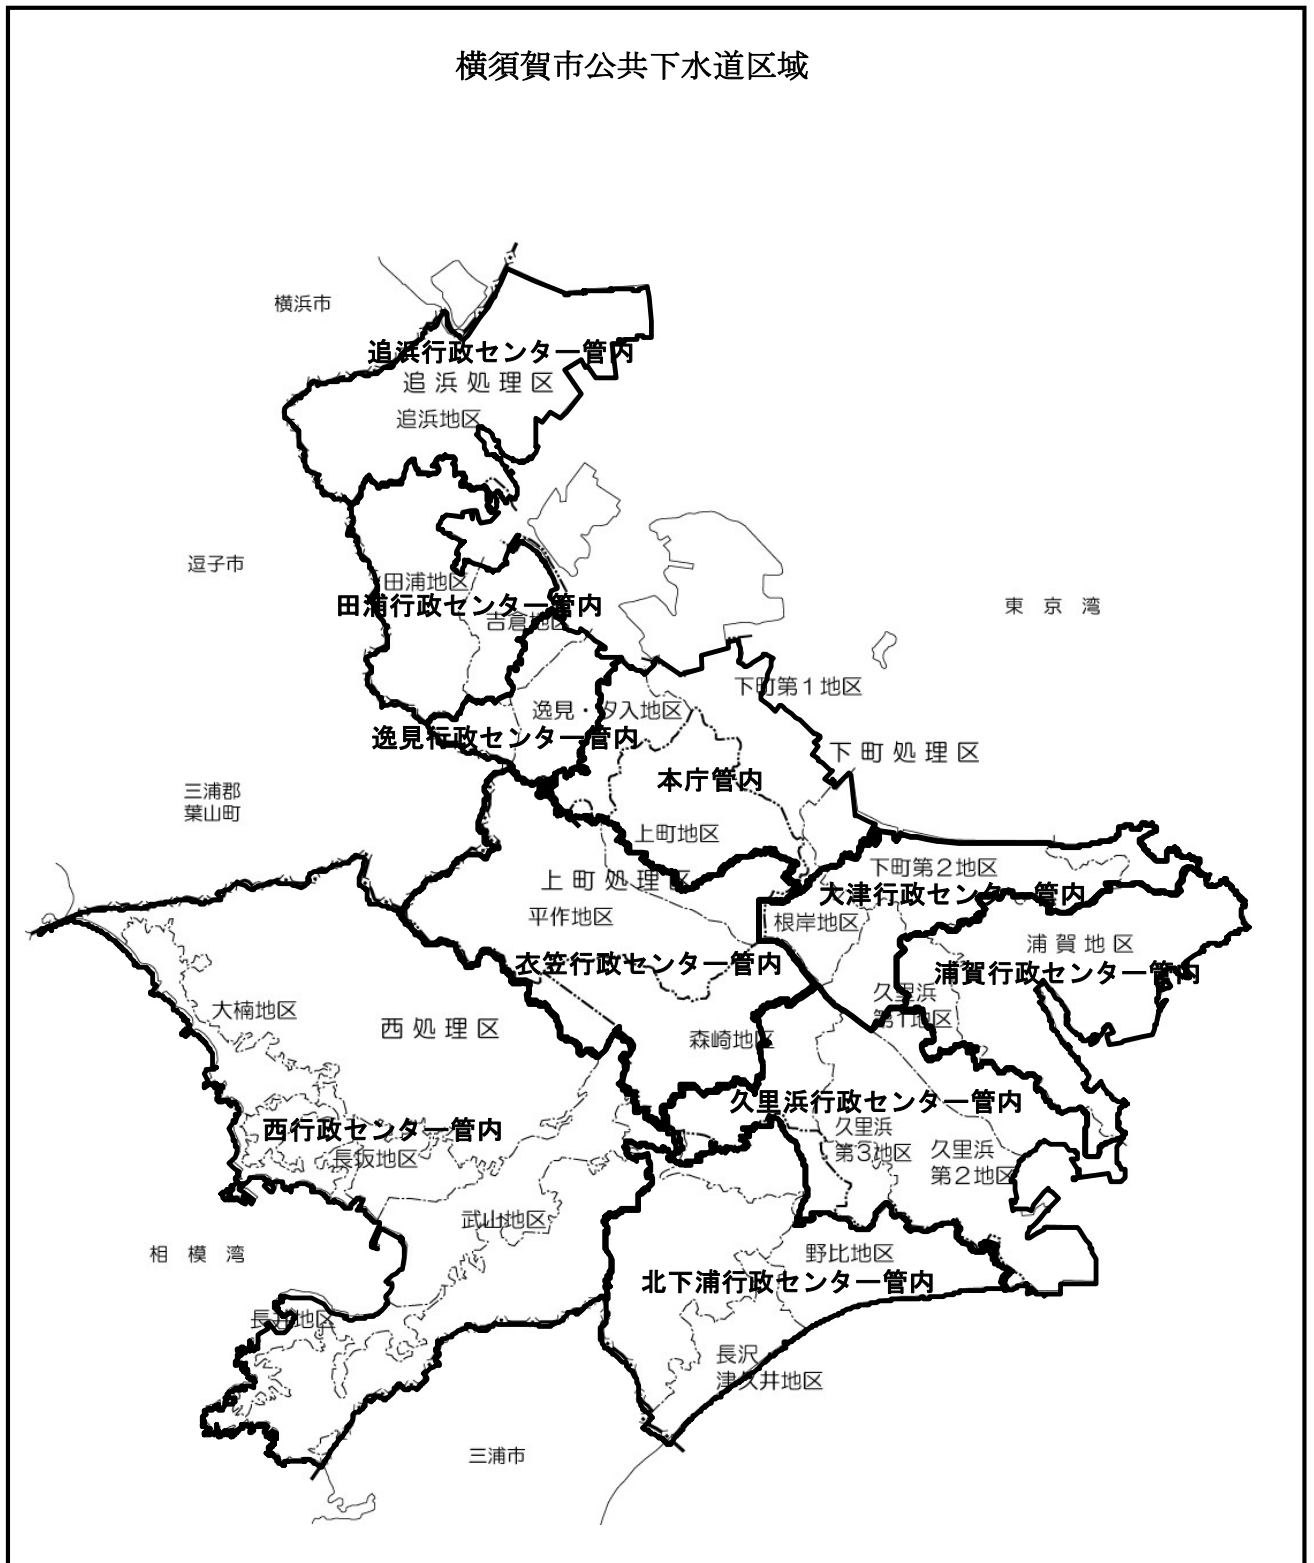 横須賀市公共下水道区域
横浜市
追浜行政センター管内
追浜処理区
追浜地区
逗子市
田浦地区
田浦行政センター管内
吉倉地区
東京湾
下町第1地区
逸見・汐入地区
逸見行政センター管内
下町処理区
本庁管内
三浦郡
葉山町
上町地区
下町第2地区
上町処理区
大津行政センター管内
平作地区
根岸地区
浦賀地区
衣笠行政センター管内
浦賀行政センター管内
久里浜
第1地区
大楠地区
西処理区
森崎地区
久里浜行政センター管内
西行政センター管内
久里浜
第3地区
久里浜
第2地区
長坂地区
武山地区
相模湾
野比地区
北下浦行政センター管内
長井地区
長沢・
津久井地区
三浦市